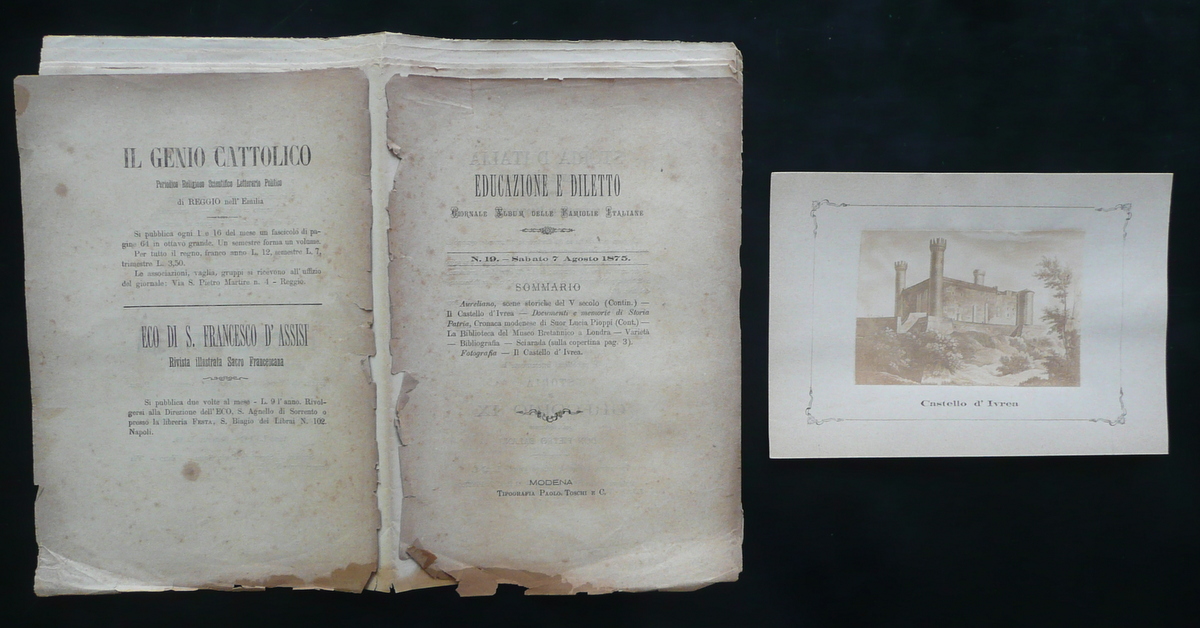 IL GENIO CATTOLICO
Periodico Religioso Scientifico Letterario Politico
di REGGIO nell' Emilia
Si pubblica ogni 1 e 16 del mese un fascicolo di pa-
gine 64 in ottavo grande. Un semestre forma un volume.
Per tutto il regno, franco anno L. 12, semestre L. 7,
trimestre L. 3,50.
Le associazioni, vaglia, gruppi si ricevono all' uffizio
del giornale: Via S. Pietro Martire n. 4 - Reggio.
ECO DI S. FRANCESCO D'ASSISI
Rivista illustrata Sacro Francescana
Si pubblica due volte al mese - L. 9 l' anno. Rivol-
gersi alla Direzione dell'ECO, S. Agnello di Sorrento o
presso la libreria FESTA, S. Biagio dei Librai N. 102
Napoli.
EDUCAZIONE E DILETTO
GIORNALE ALBUM DELLE FAMIGLIE ITALIANE
N. 19. - Sabato 7 Agosto 1875.
SOMMARIO
Aureliano, scene storiche del V secolo (Contin.) —
Il Castello d'Ivrea — Documenti e memorie di Storia
Patria, Cronaca modenese di Suor Lucia Pioppi (Cont.) —
La Biblioteca del Museo Bretannico a Londra — Varietà
— Bibliografia — Sciarada (sulla copertina pag. 3).
Fotografia — Il Castello d' Ivrea.
MODENA
TIPOGRAFIA PAOLO TOSCHI E C.
Castello d' Ivrea